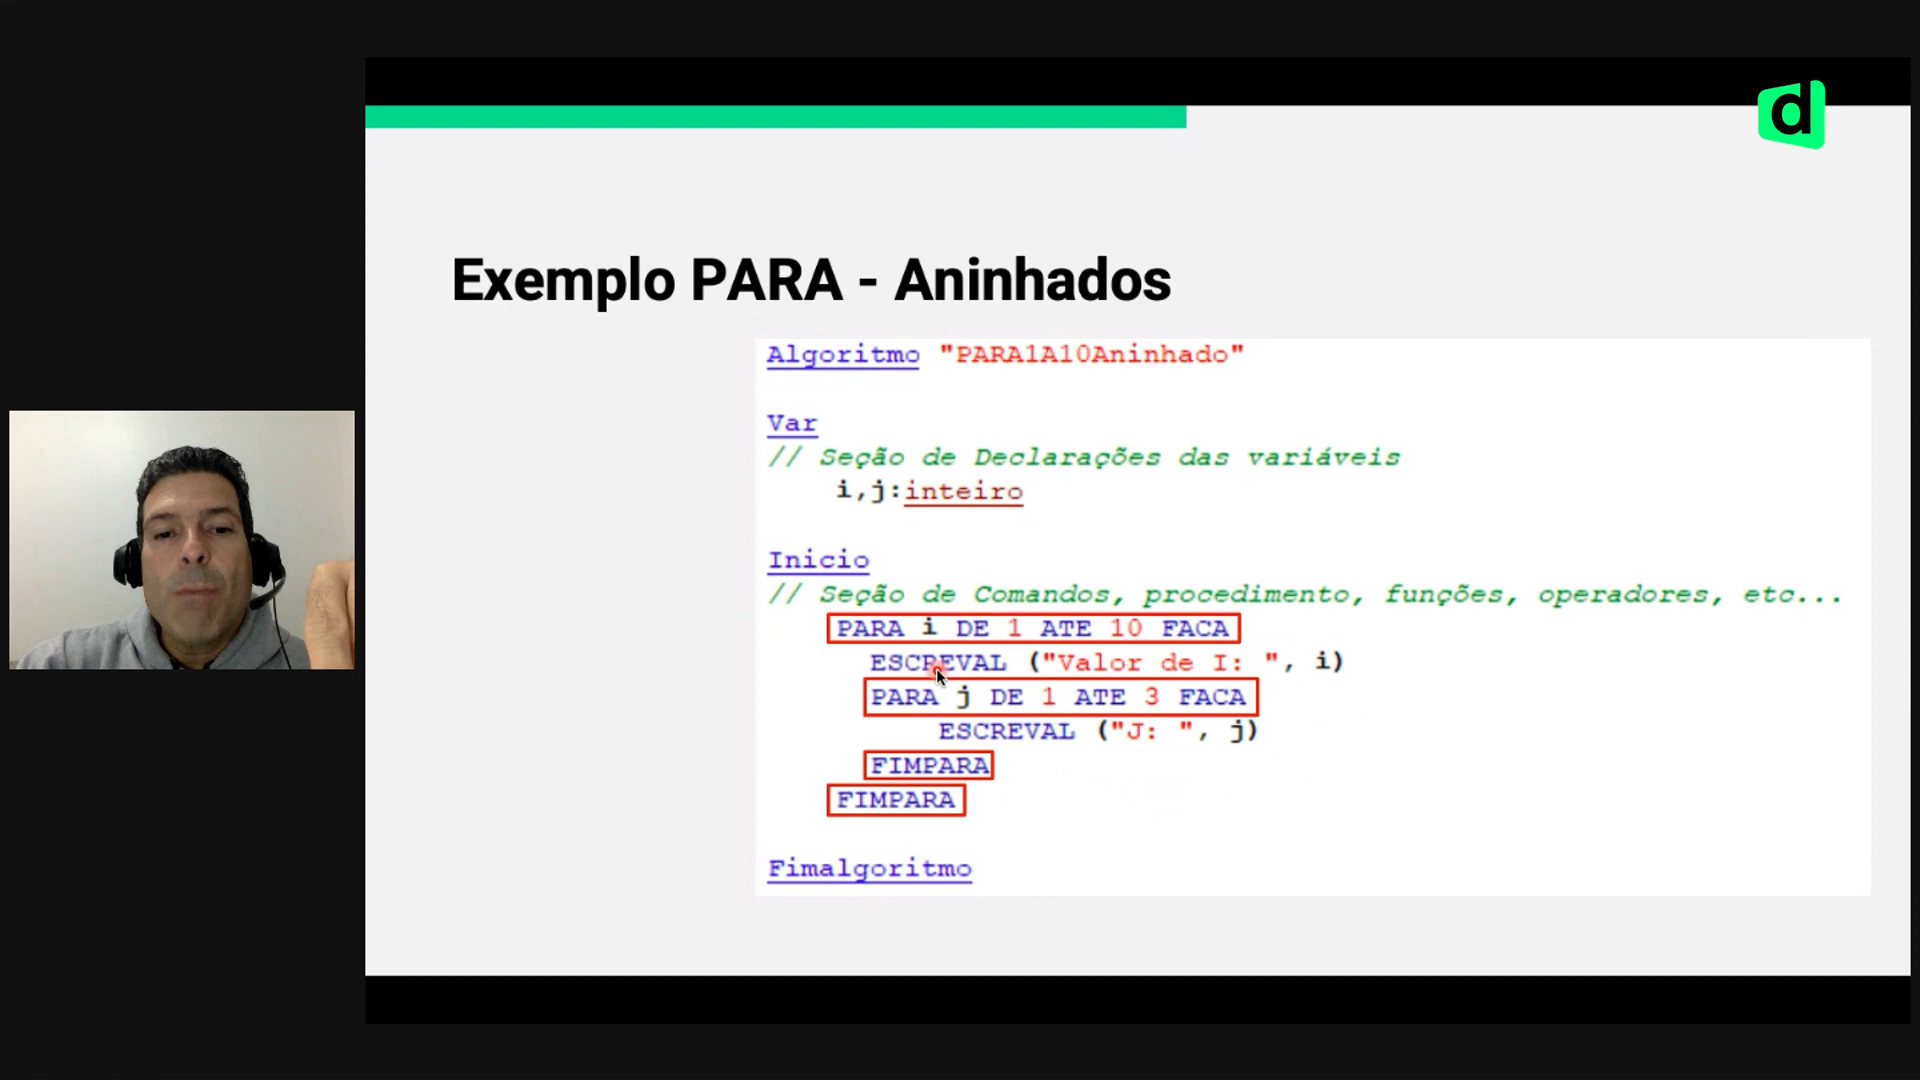 d
Exemplo PARA - Aninhados
Algoritmo "PARA1A10Aninhado"
Var
// Seção de Declarações das variáveis
i,j:inteiro
Inicio
// Seção de Comandos, procedimento, funções, operadores, etc...
PARA i DE 1 ATE 10 FACA
ESCREVAL ("Valor de I: ", i)
PARA j DE 1 ATE 3 FACA
ESCREVAL ("J: ", j)
FIMPARA
FIMPARA
Fimalgoritmo